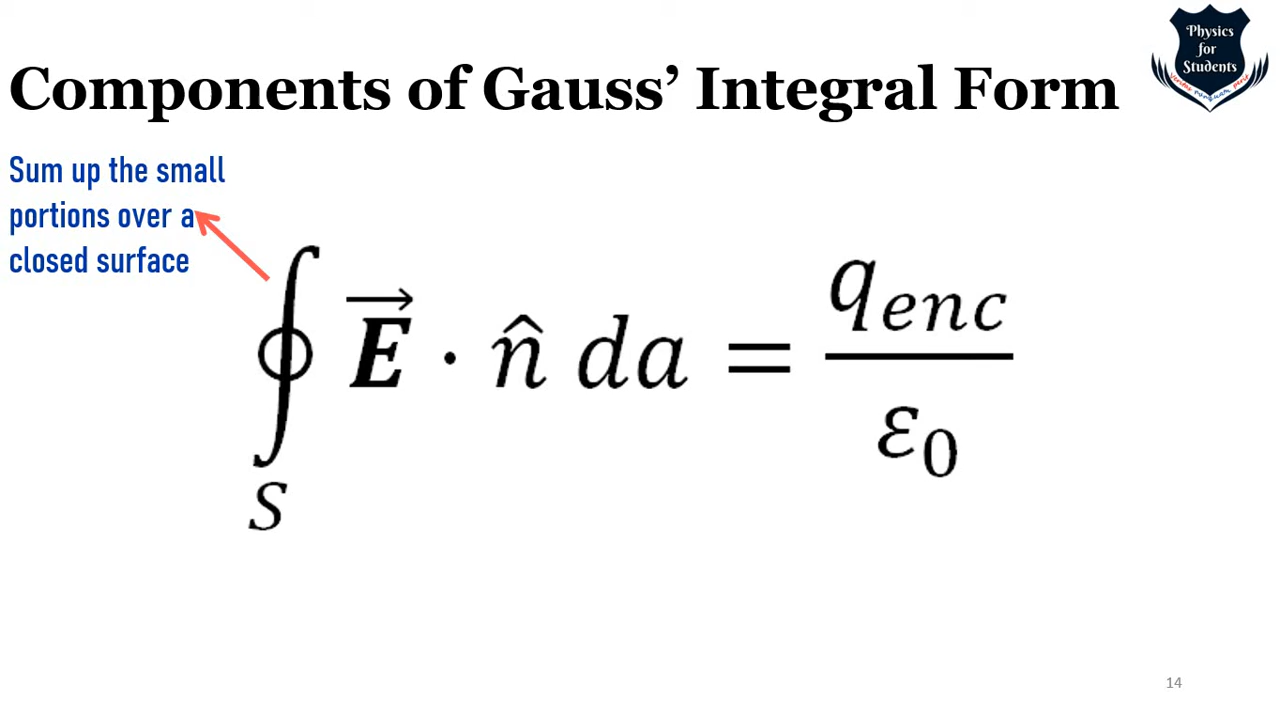 Physics
for
Students
Components of Gauss’ Integral Form
Sum up the small
portions over a
closed surface
∮_S E⃗ · n̂ da = q_enc / ε₀
14